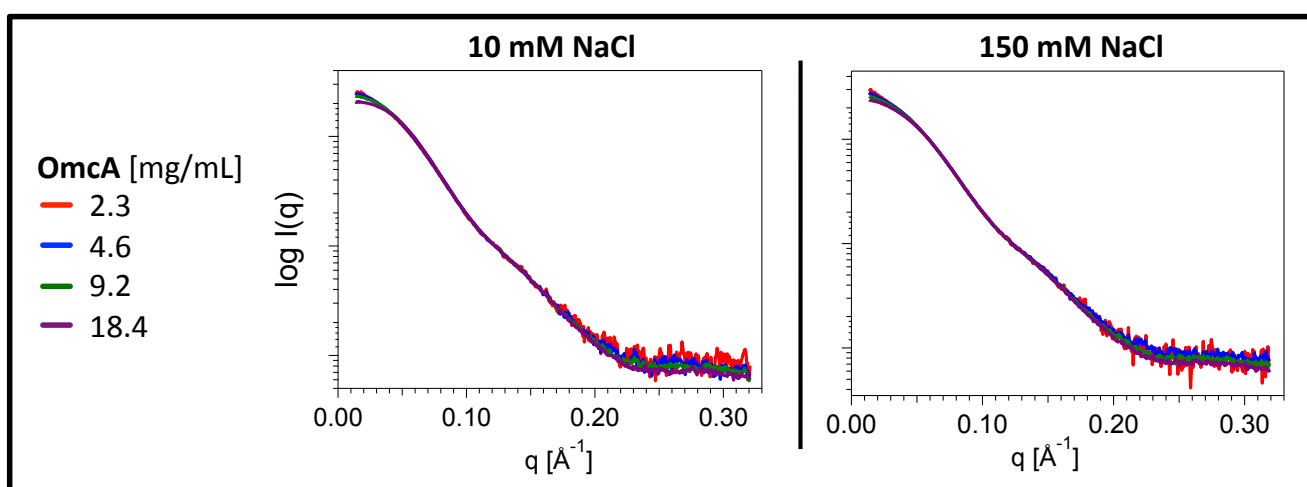 10 mM NaCl
150 mM NaCl
OmcA [mg/mL]
2.3
4.6
9.2
18.4
log I(q)
0.00 0.10 0.20 0.30
q [Å⁻¹]
0.00 0.10 0.20 0.30
q [Å⁻¹]